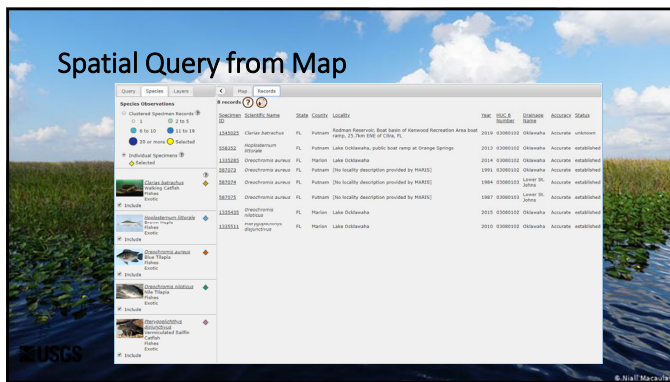 Spatial Query from Map
Query Species Layers
Map Records
Species Observations
Clustered Specimen Records
1 2 to 5
6 to 10 11 to 19
20 or more Selected
Individual Specimens
Selected
Clarias batrachus
Walking Catfish
Fishes
Exotic
Include
Hoplosternum littorale
Brown Hoplo
Fishes
Exotic
Include
Oreochromis aureus
Blue Tilapia
Fishes
Exotic
Include
Oreochromis niloticus
Nile Tilapia
Fishes
Exotic
Include
Pterygoplichthys
disjunctivus
Vermiculated Sailfin
Catfish
Fishes
Exotic
Include
8 records
Specimen ID Scientific Name State County Locality Year HUC 8 Number Drainage Name Accuracy Status
1545025 Clarias batrachus FL Putnam Rodman Reservoir, Boat basin of Kenwood Recreation Area boat ramp, 25.7km ENE of Citra, FL 2019 03080102 Oklawaha Accurate unknown
558352 Hoplosternum littorale FL Putnam Lake Ocklawaha, public boat ramp at Orange Springs 2013 03080102 Oklawaha Accurate established
1335285 Oreochromis aureus FL Marion Lake Ocklawaha 2014 03080102 Oklawaha Accurate established
587072 Oreochromis aureus FL Putnam [No locality description provided by MARIS] 1991 03080102 Oklawaha Accurate established
587074 Oreochromis aureus FL Putnam [No locality description provided by MARIS] 1984 03080103 Lower St. Johns Accurate established
587075 Oreochromis aureus FL Putnam [No locality description provided by MARIS] 1987 03080103 Lower St. Johns Accurate established
1335435 Oreochromis niloticus FL Marion Lake Ocklawaha 2015 03080102 Oklawaha Accurate established
1335511 Pterygoplichthys disjunctivus FL Marion Lake Ocklawaha 2010 03080102 Oklawaha Accurate established
USGS